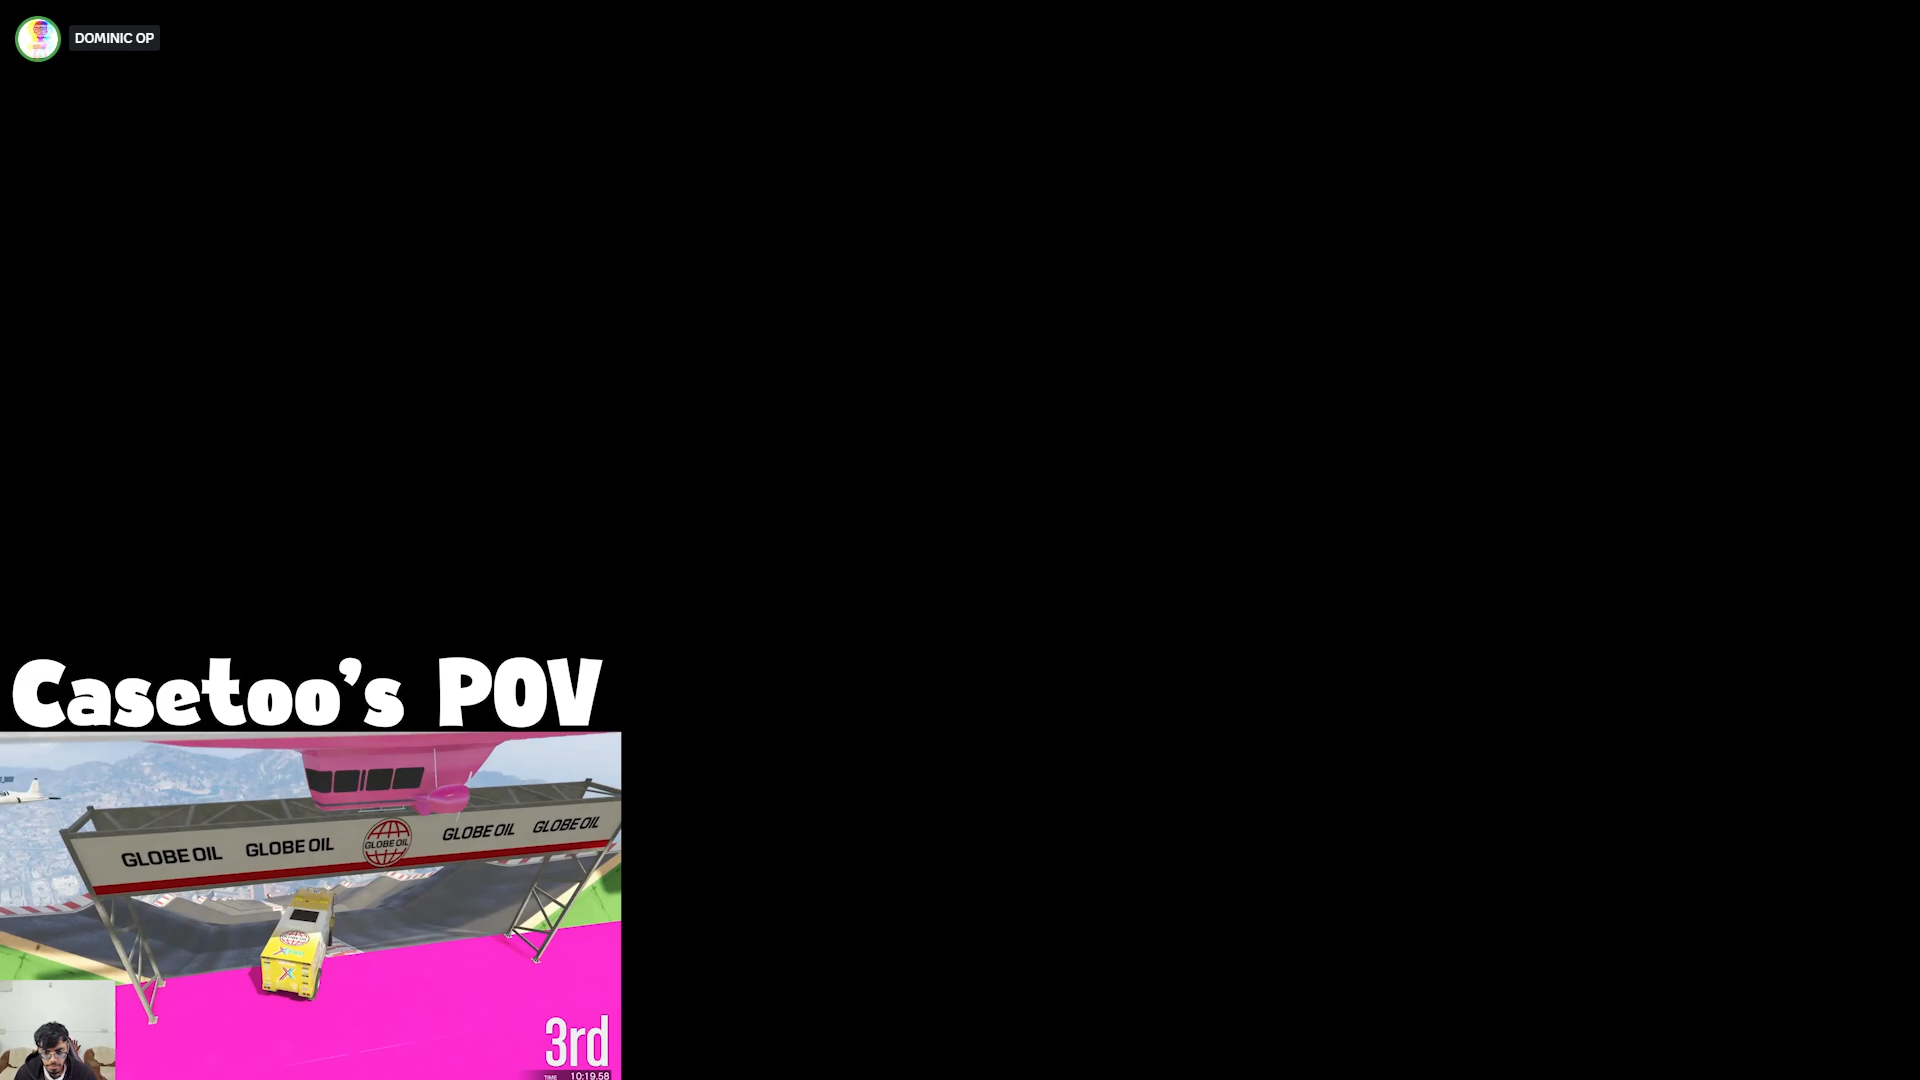 DOMINIC OP
Casetoo's POV
GLOBE OIL GLOBE OIL GLOBE OIL GLOBE OIL GLOBE OIL
X
X
3rd
TIME 10:19.58